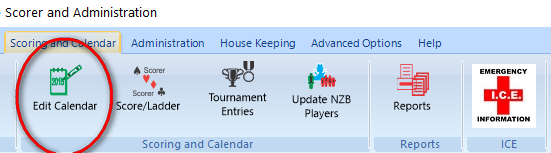 Scorer and Administration
Scoring and Calendar Administration House Keeping Advanced Options Help
2015
Edit Calendar
Scorer
Scorer
Score/Ladder
Tournament
Entries
Update NZB
Players
Reports
EMERGENCY
I.C.E.
INFORMATION
Scoring and Calendar Reports ICE